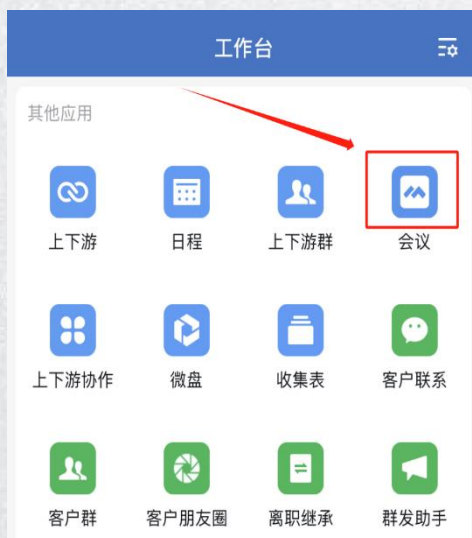 工作台
其他应用
上下游
日程
上下游群
会议
上下游协作
微盘
收集表
客户联系
客户群
客户朋友圈
离职继承
群发助手